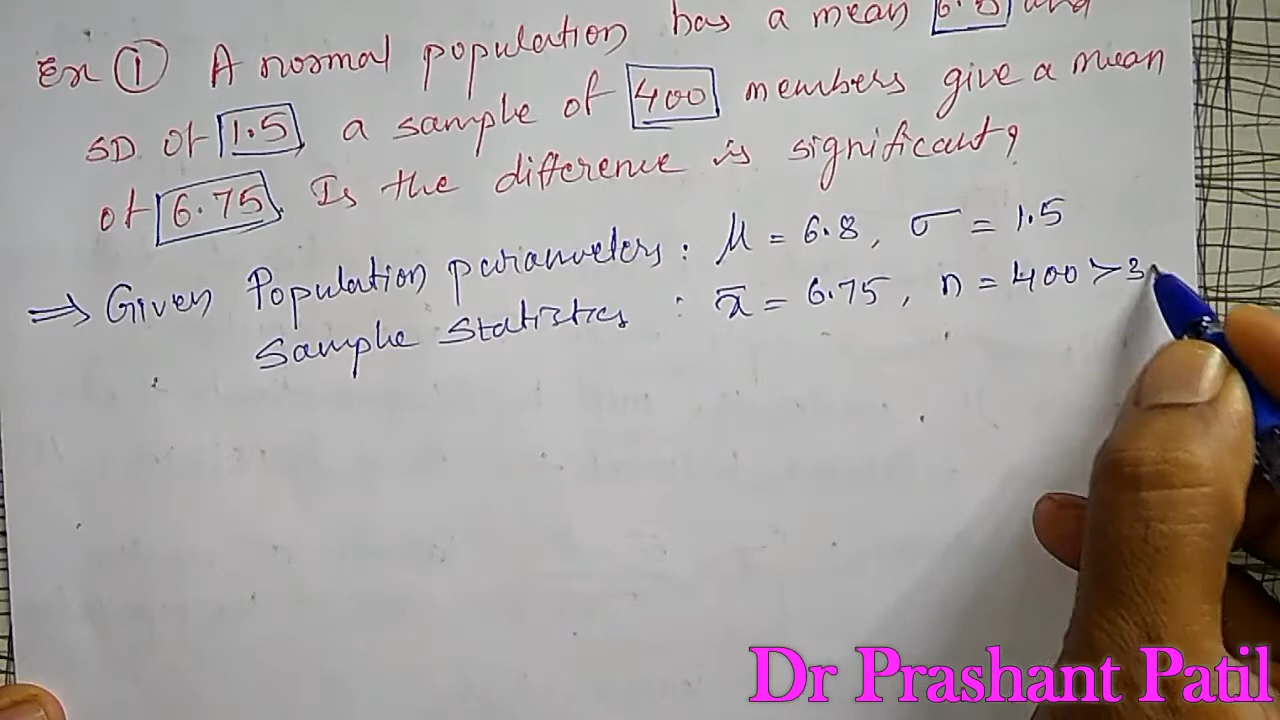 Ex ① A normal population has a mean 6.8 and
SD of 1.5, a sample of 400 members give a mean
of 6.75. Is the difference is significant?
⇒ Given Population parameters : μ = 6.8, σ = 1.5
Sample Statistics : x̄ = 6.75, n = 400 > 3
Dr Prashant Patil